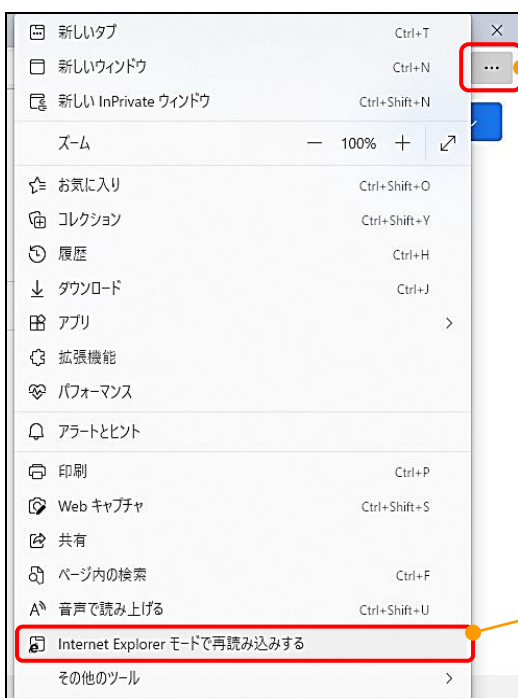 新しいタブ Ctrl+T
新しいウィンドウ Ctrl+N
新しい InPrivate ウィンドウ Ctrl+Shift+N
ズーム — 100% +
お気に入り Ctrl+Shift+O
コレクション Ctrl+Shift+Y
履歴 Ctrl+H
ダウンロード Ctrl+J
アプリ
拡張機能
パフォーマンス
アラートとヒント
印刷 Ctrl+P
Web キャプチャ Ctrl+Shift+S
共有
ページ内の検索 Ctrl+F
音声で読み上げる Ctrl+Shift+U
Internet Explorer モードで再読み込みする
その他のツール